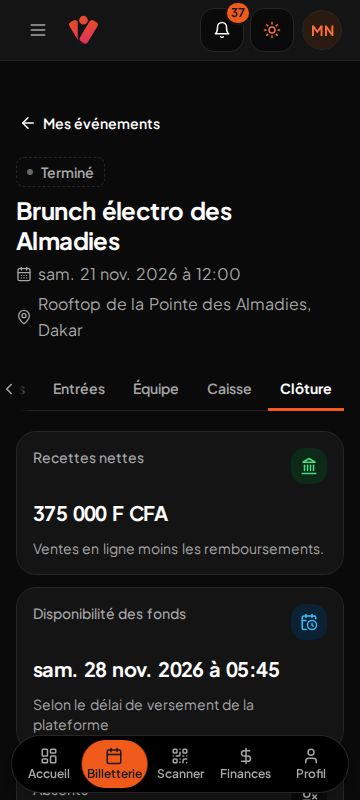 37
MN
Mes événements
Terminé
Brunch électro des
Almadies
sam. 21 nov. 2026 à 12:00
Rooftop de la Pointe des Almadies,
Dakar
s Entrées Équipe Caisse Clôture
Recettes nettes
375 000 F CFA
Ventes en ligne moins les remboursements.
Disponibilité des fonds
sam. 28 nov. 2026 à 05:45
Selon le délai de versement de la
plateforme
Absents
Accueil Billetterie Scanner Finances Profil